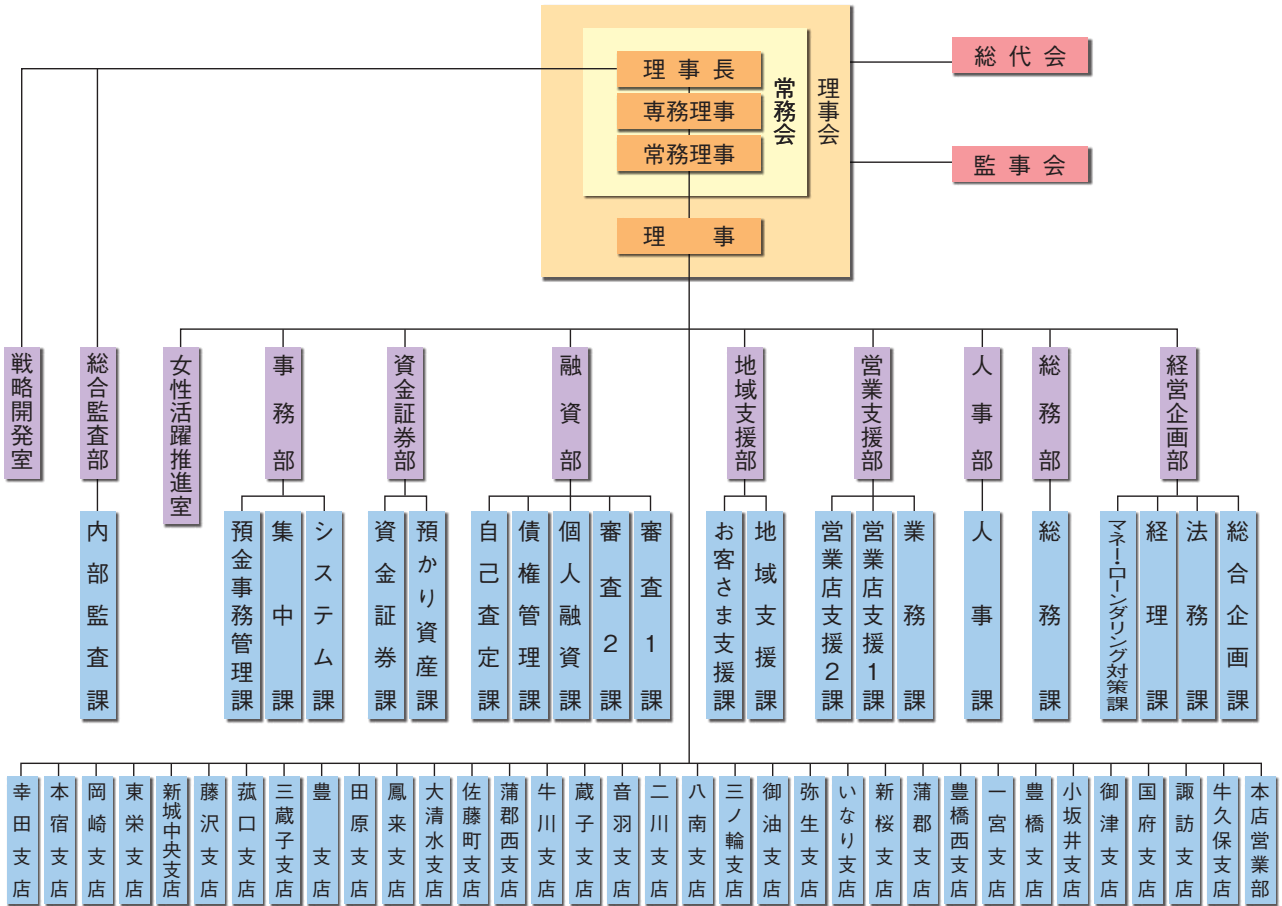 総代会
監事会
理事会
常務会
理事長
専務理事
常務理事
理事
戦略開発室
総合監査部
女性活躍推進室
事務部
資金証券部
融資部
地域支援部
営業支援部
人事部
総務部
経営企画部
内部監査課
預金事務管理課
集中課
システム課
資金証券課
預かり資産課
自己査定課
債権管理課
個人融資課
審査2課
審査1課
お客さま支援課
地域支援課
営業店支援2課
営業店支援1課
業務課
人事課
総務課
マネー・ローンダリング対策課
経理課
法務課
総合企画課
幸田支店
本宿支店
岡崎支店
東栄支店
新城中央支店
藤沢支店
菰口支店
三蔵子支店
豊支店
田原支店
鳳来支店
大清水支店
佐藤町支店
蒲郡西支店
牛川支店
蔵子支店
音羽支店
二川支店
八南支店
三ノ輪支店
御油支店
弥生支店
いなり支店
新桜支店
蒲郡支店
豊橋西支店
一宮支店
豊橋支店
小坂井支店
御津支店
国府支店
諏訪支店
牛久保支店
本店営業部